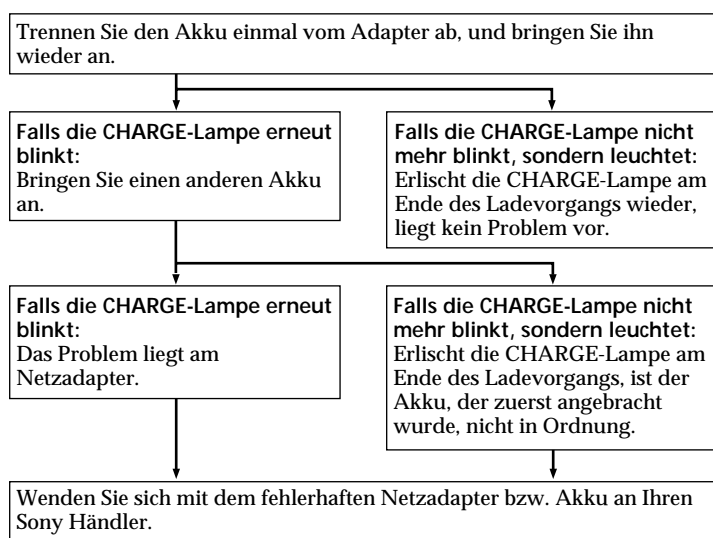 Trennen Sie den Akku einmal vom Adapter ab, und bringen Sie ihn
wieder an.
Falls die CHARGE-Lampe erneut
blinkt:
Bringen Sie einen anderen Akku
an.
Falls die CHARGE-Lampe nicht
mehr blinkt, sondern leuchtet:
Erlischt die CHARGE-Lampe am
Ende des Ladevorgangs wieder,
liegt kein Problem vor.
Falls die CHARGE-Lampe erneut
blinkt:
Das Problem liegt am
Netzadapter.
Falls die CHARGE-Lampe nicht
mehr blinkt, sondern leuchtet:
Erlischt die CHARGE-Lampe am
Ende des Ladevorgangs, ist der
Akku, der zuerst angebracht
wurde, nicht in Ordnung.
Wenden Sie sich mit dem fehlerhaften Netzadapter bzw. Akku an Ihren
Sony Händler.